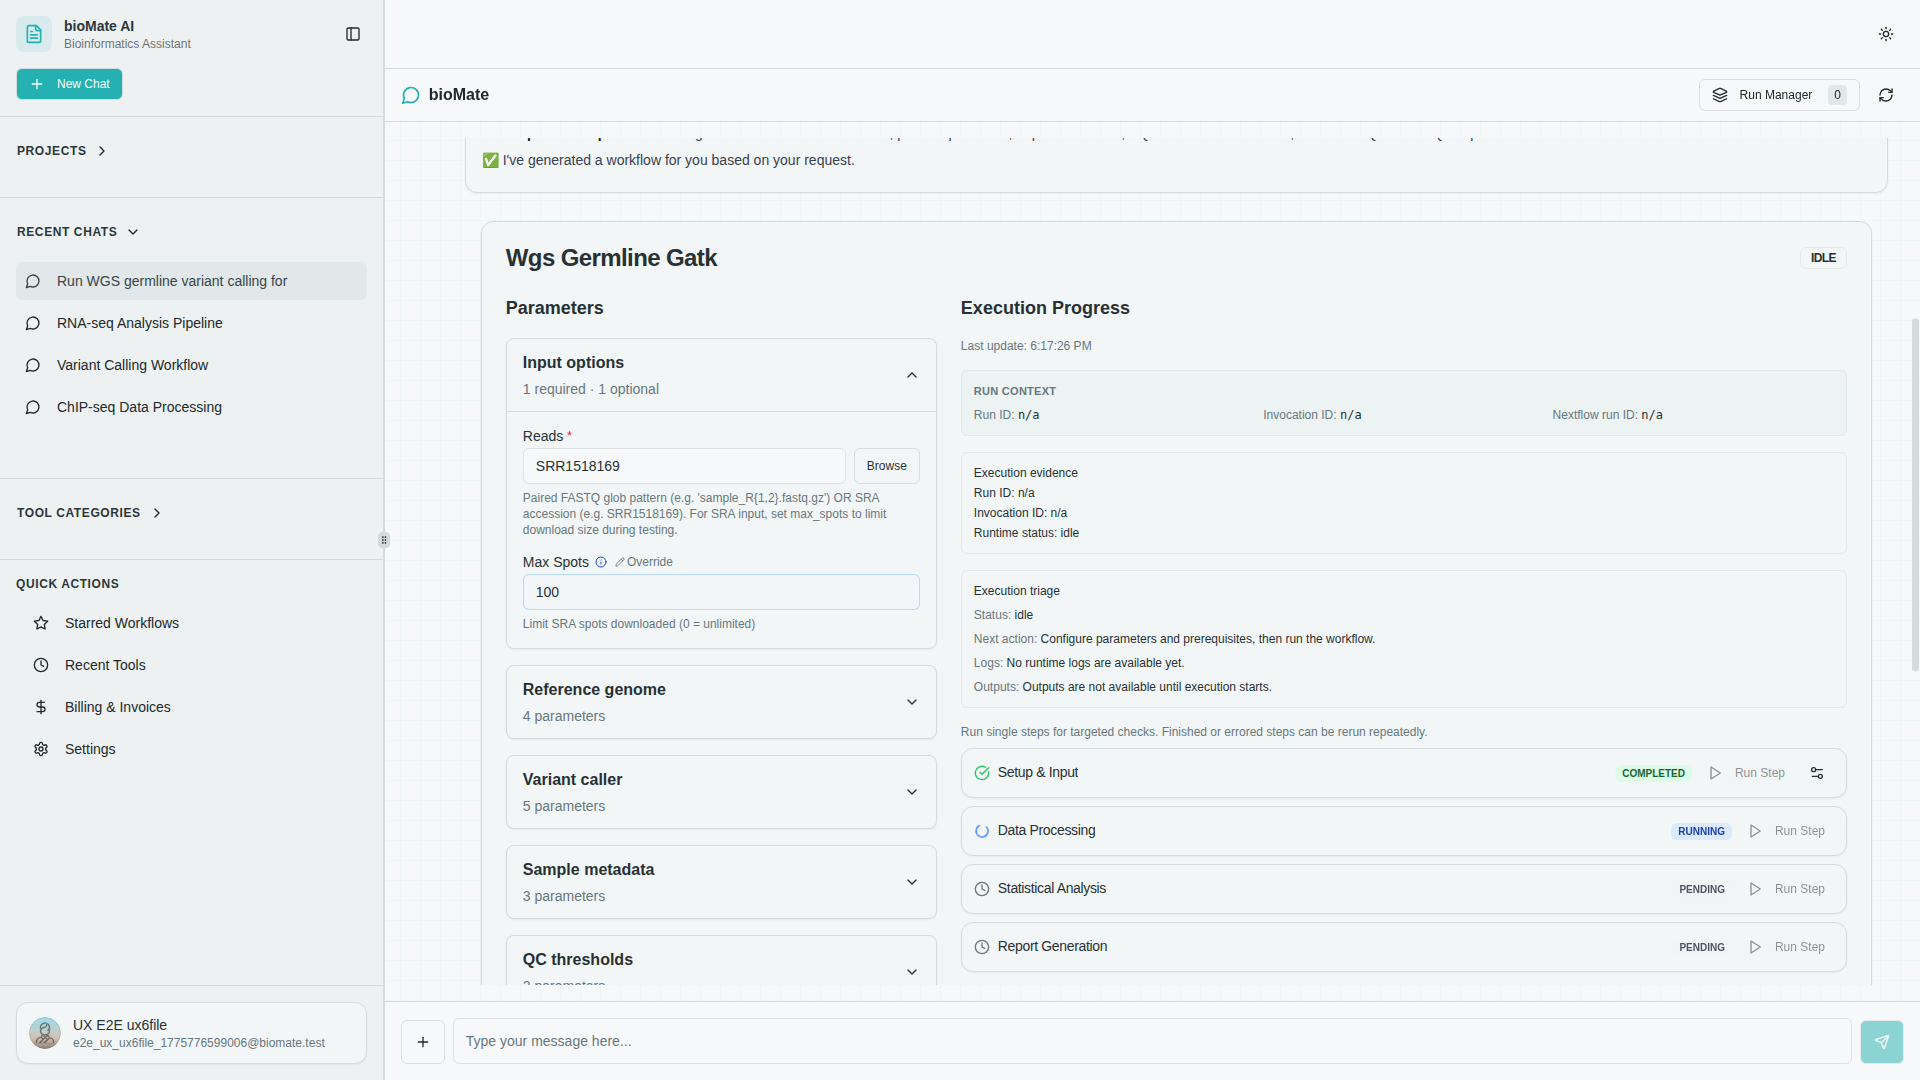 bioMate AI
Bioinformatics Assistant
New Chat
PROJECTS
RECENT CHATS
Run WGS germline variant calling for
RNA-seq Analysis Pipeline
Variant Calling Workflow
ChIP-seq Data Processing
TOOL CATEGORIES
QUICK ACTIONS
Starred Workflows
Recent Tools
Billing & Invoices
Settings
UX E2E ux6file
e2e_ux_ux6file_1775776599006@biomate.test
bioMate
Run Manager 0
✅ I've generated a workflow for you based on your request.
Wgs Germline Gatk
IDLE
Parameters
Input options
1 required · 1 optional
Reads *
SRR1518169
Browse
Paired FASTQ glob pattern (e.g. 'sample_R{1,2}.fastq.gz') OR SRA
accession (e.g. SRR1518169). For SRA input, set max_spots to limit
download size during testing.
Max Spots Override
100
Limit SRA spots downloaded (0 = unlimited)
Reference genome
4 parameters
Variant caller
5 parameters
Sample metadata
3 parameters
QC thresholds
Execution Progress
Last update: 6:17:26 PM
RUN CONTEXT
Run ID: n/a
Invocation ID: n/a
Nextflow run ID: n/a
Execution evidence
Run ID: n/a
Invocation ID: n/a
Runtime status: idle
Execution triage
Status: idle
Next action: Configure parameters and prerequisites, then run the workflow.
Logs: No runtime logs are available yet.
Outputs: Outputs are not available until execution starts.
Run single steps for targeted checks. Finished or errored steps can be rerun repeatedly.
Setup & Input COMPLETED Run Step
Data Processing RUNNING Run Step
Statistical Analysis PENDING Run Step
Report Generation PENDING Run Step
Type your message here...